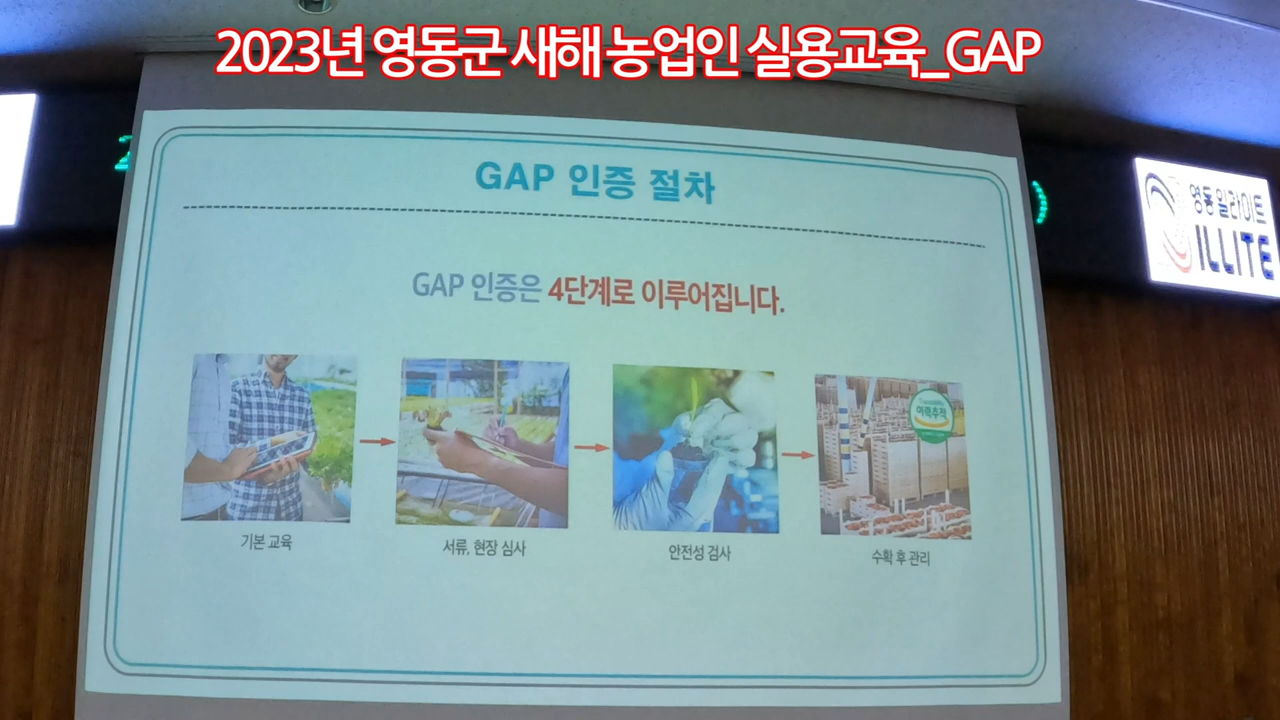 2023년 영동군 새해 농업인 실용교육_GAP
GAP 인증 절차
GAP 인증은 4단계로 이루어집니다.
이력추적
기본 교육
서류, 현장 심사
안전성 검사
수확 후 관리
영동 일라이트
ILLITE